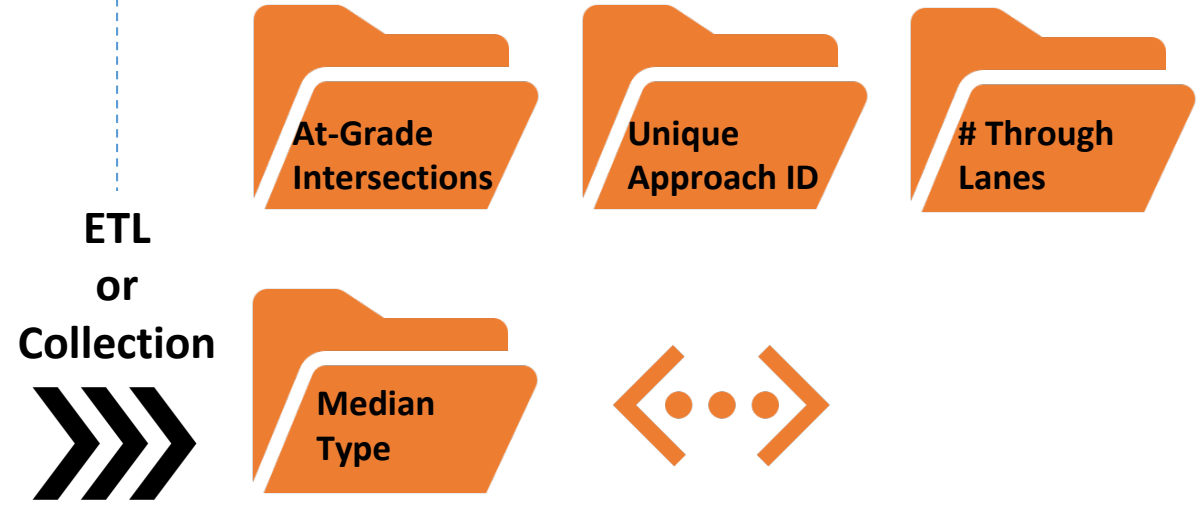 At-Grade
Intersections
Unique
Approach ID
# Through
Lanes
ETL
or
Collection
Median
Type